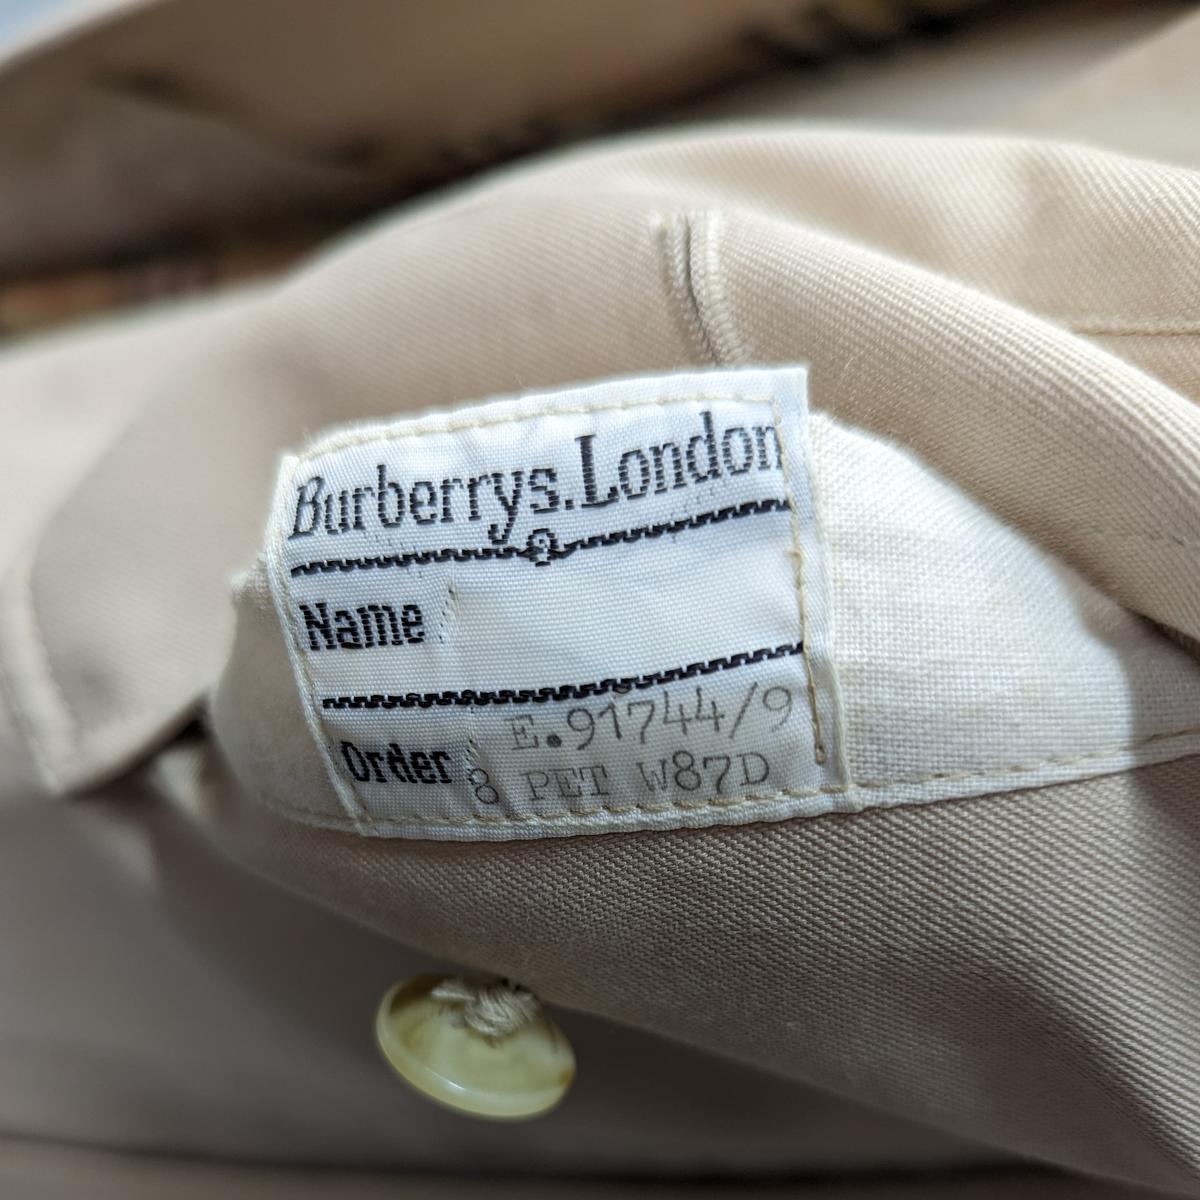 Burberrys.London
Name
E.91744/9
Order 8 PET W87D